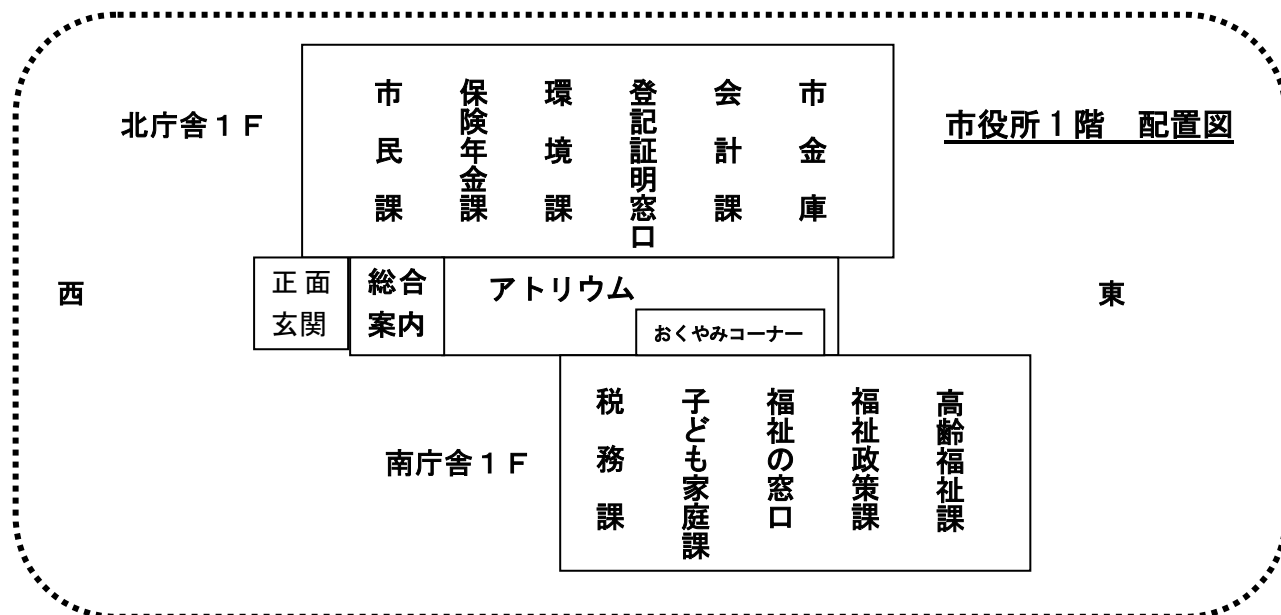 市役所１階　配置図
北庁舎１Ｆ
市民課
保険年金課
環境課
登記証明窓口
会計課
市金庫
西
正面
玄関
総合
案内
アトリウム
おくやみコーナー
東
南庁舎１Ｆ
税務課
子ども家庭課
福祉の窓口
福祉政策課
高齢福祉課